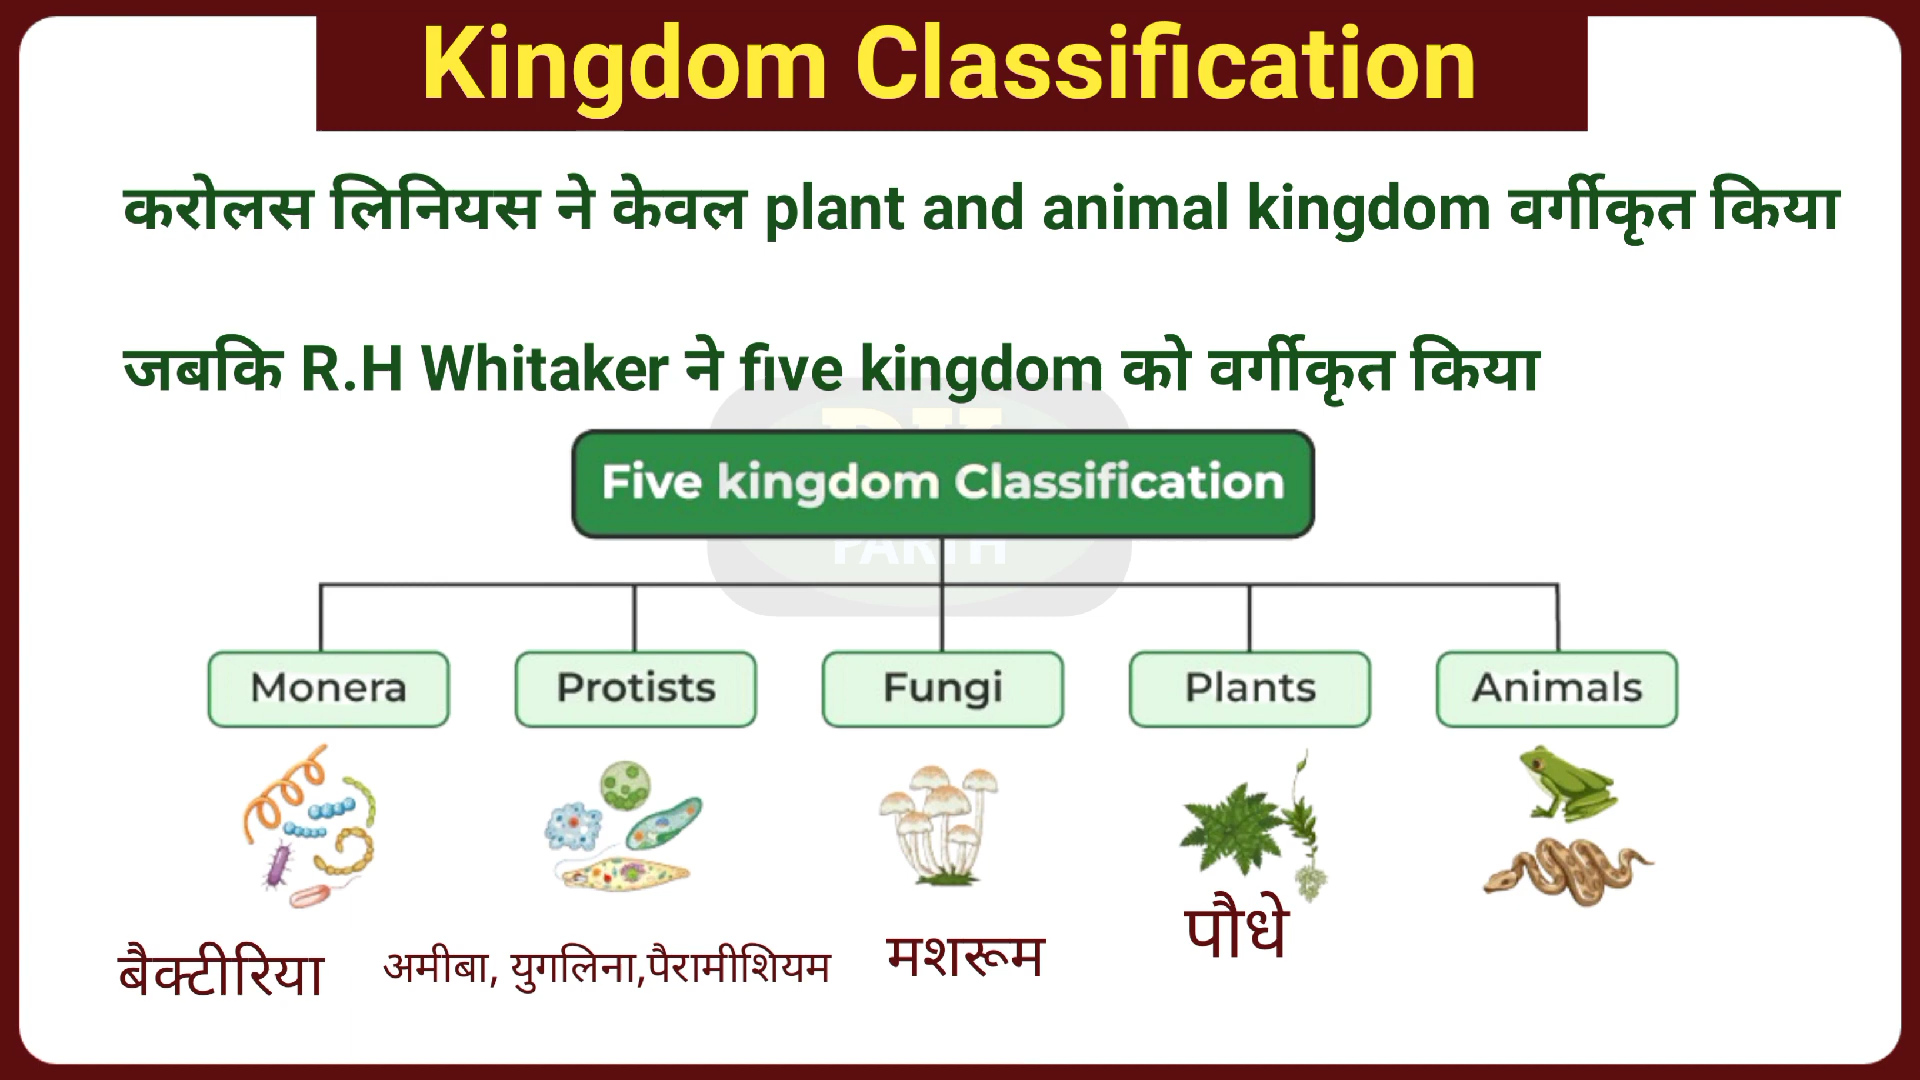 Kingdom Classification
करोलस लिनियस ने केवल plant and animal kingdom वर्गीकृत किया
जबकि R.H Whitaker ने five kingdom को वर्गीकृत किया
Five kingdom Classification
PARTH
Monera Protists Fungi Plants Animals
बैक्टीरिया अमीबा, युगलिना,पैरामीशियम मशरूम पौधे